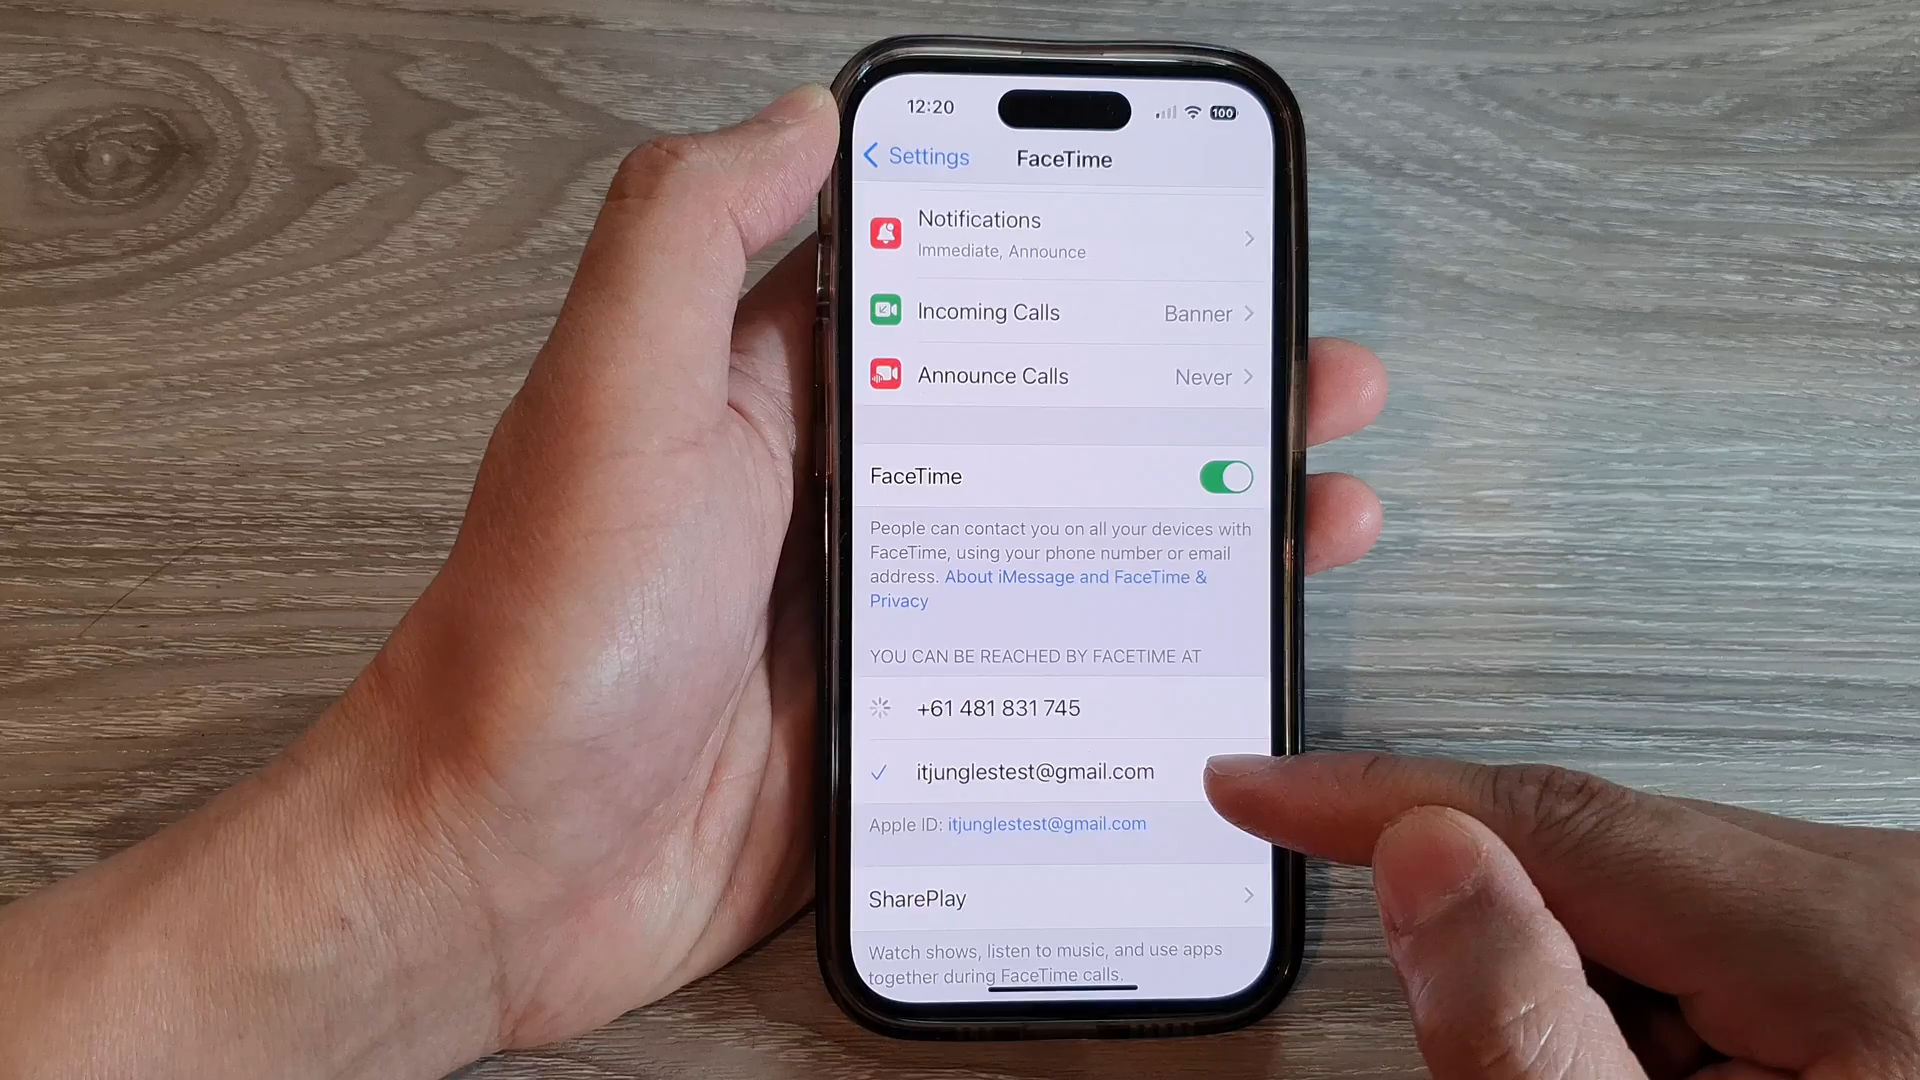 12:20
100
Settings
FaceTime
Notifications
Immediate, Announce
Incoming Calls
Banner
Announce Calls
Never
FaceTime
People can contact you on all your devices with
FaceTime, using your phone number or email
address. About iMessage and FaceTime &
Privacy
YOU CAN BE REACHED BY FACETIME AT
+61 481 831 745
itjunglestest@gmail.com
Apple ID: itjunglestest@gmail.com
SharePlay
Watch shows, listen to music, and use apps
together during FaceTime calls.